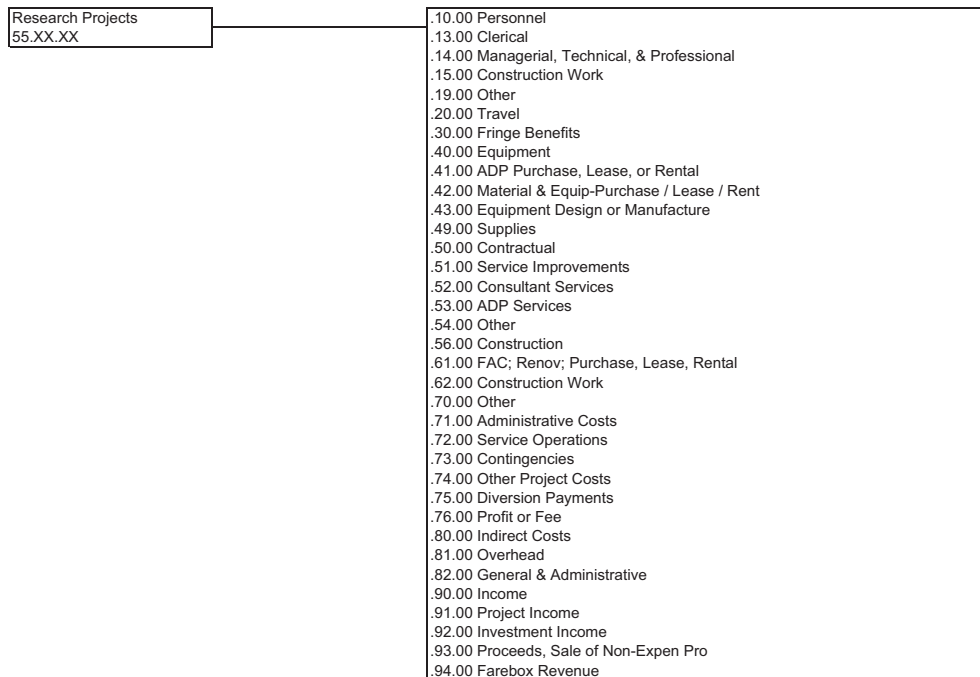 Research Projects
55.XX.XX
.10.00 Personnel
.13.00 Clerical
.14.00 Managerial, Technical, & Professional
.15.00 Construction Work
.19.00 Other
.20.00 Travel
.30.00 Fringe Benefits
.40.00 Equipment
.41.00 ADP Purchase, Lease, or Rental
.42.00 Material & Equip-Purchase / Lease / Rent
.43.00 Equipment Design or Manufacture
.49.00 Supplies
.50.00 Contractual
.51.00 Service Improvements
.52.00 Consultant Services
.53.00 ADP Services
.54.00 Other
.56.00 Construction
.61.00 FAC; Renov; Purchase, Lease, Rental
.62.00 Construction Work
.70.00 Other
.71.00 Administrative Costs
.72.00 Service Operations
.73.00 Contingencies
.74.00 Other Project Costs
.75.00 Diversion Payments
.76.00 Profit or Fee
.80.00 Indirect Costs
.81.00 Overhead
.82.00 General & Administrative
.90.00 Income
.91.00 Project Income
.92.00 Investment Income
.93.00 Proceeds, Sale of Non-Expen Pro
.94.00 Farebox Revenue